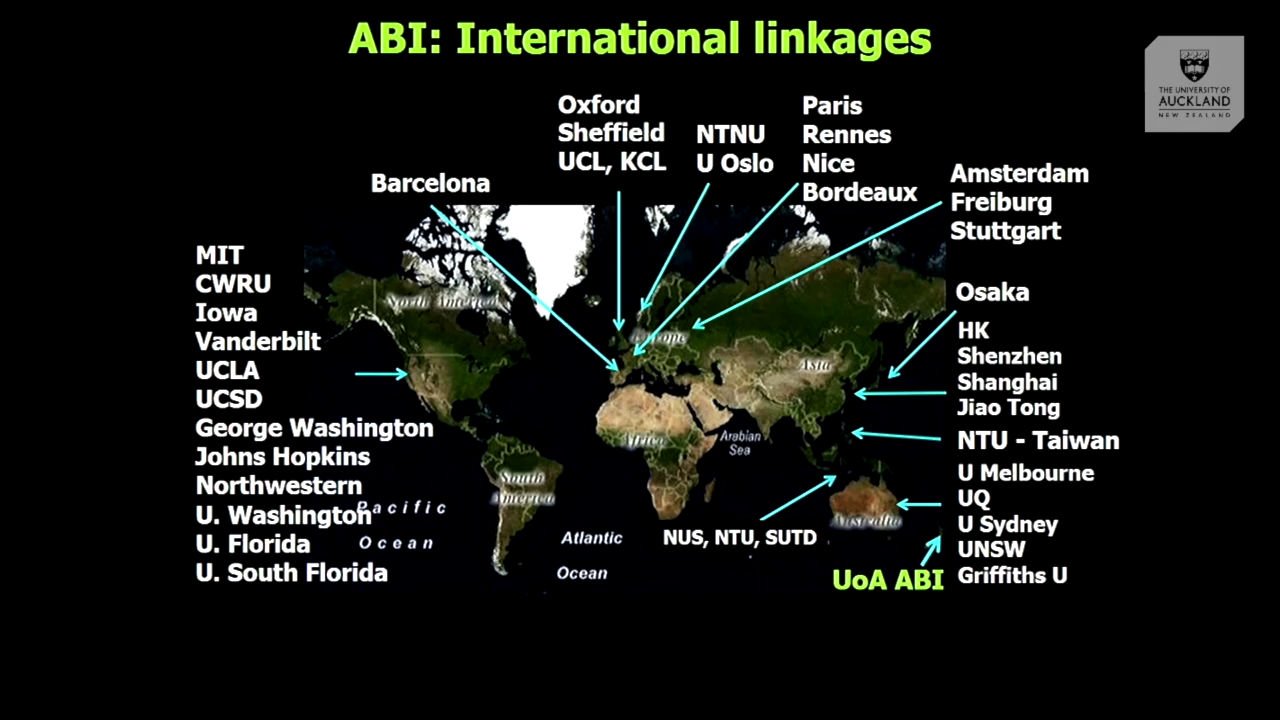 ABI: International linkages
THE UNIVERSITY OF
AUCKLAND
NEW ZEALAND
Oxford
Sheffield
UCL, KCL
NTNU
U Oslo
Paris
Rennes
Nice
Bordeaux
Barcelona
Amsterdam
Freiburg
Stuttgart
MIT
CWRU
Iowa
Vanderbilt
UCLA
UCSD
George Washington
Johns Hopkins
Northwestern
U. Washington
U. Florida
U. South Florida
North America
Europe
Asia
Africa
Arabian
Sea
South
America
Australia
Pacific
Ocean
Atlantic
Ocean
Osaka
HK
Shenzhen
Shanghai
Jiao Tong
NTU - Taiwan
U Melbourne
UQ
U Sydney
UNSW
Griffiths U
NUS, NTU, SUTD
UoA ABI